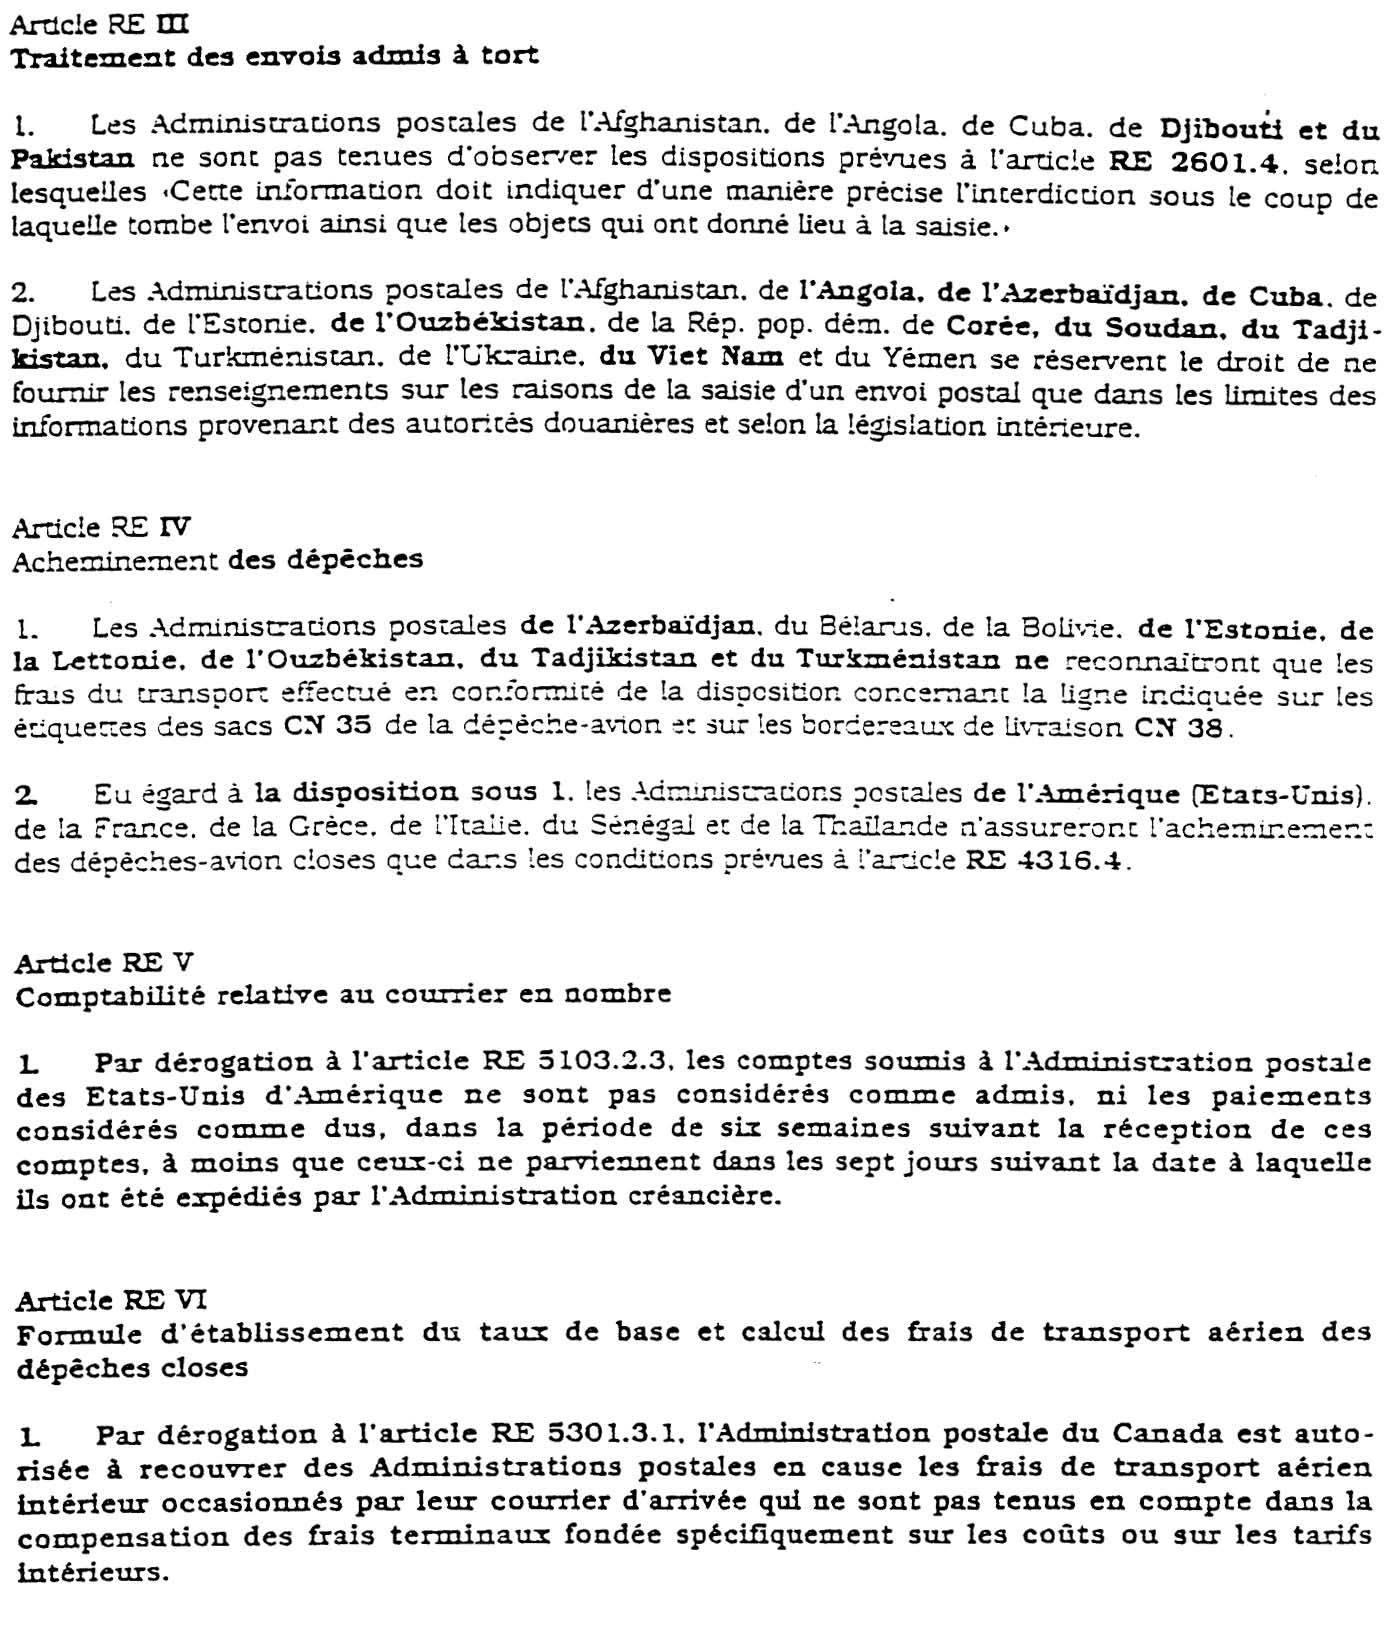 Article RE III
Traitement des envois admis à tort
1. Les Administrations postales de l'Afghanistan, de l'Angola, de Cuba, de Djibouti et du
Pakistan ne sont pas tenues d'observer les dispositions prévues à l'article RE 2601.4, selon
lesquelles «Cette information doit indiquer d'une manière précise l'interdiction sous le coup de
laquelle tombe l'envoi ainsi que les objets qui ont donné lieu à la saisie.»
2. Les Administrations postales de l'Afghanistan, de l'Angola, de l'Azerbaïdjan, de Cuba, de
Djibouti, de l'Estonie, de l'Ouzbékistan, de la Rép. pop. dém. de Corée, du Soudan, du Tadji-
kistan, du Turkménistan, de l'Ukraine, du Viet Nam et du Yémen se réservent le droit de ne
fournir les renseignements sur les raisons de la saisie d'un envoi postal que dans les limites des
informations provenant des autorités douanières et selon la législation intérieure.
Article RE IV
Acheminement des dépêches
1. Les Administrations postales de l'Azerbaïdjan, du Bélarus, de la Bolivie, de l'Estonie, de
la Lettonie, de l'Ouzbékistan, du Tadjikistan et du Turkménistan ne reconnaîtront que les
frais du transport effectué en conformité de la disposition concernant la ligne indiquée sur les
étiquettes des sacs CN 35 de la dépêche-avion et sur les bordereaux de livraison CN 38.
2. Eu égard à la disposition sous 1, les Administrations postales de l'Amérique (Etats-Unis),
de la France, de la Grèce, de l'Italie, du Sénégal et de la Thaïlande n'assureront l'acheminement
des dépêches-avion closes que dans les conditions prévues à l'article RE 4316.4.
Article RE V
Comptabilité relative au courrier en nombre
1. Par dérogation à l'article RE 5103.2.3, les comptes soumis à l'Administration postale
des Etats-Unis d'Amérique ne sont pas considérés comme admis, ni les paiements
considérés comme dus, dans la période de six semaines suivant la réception de ces
comptes, à moins que ceux-ci ne parviennent dans les sept jours suivant la date à laquelle
ils ont été expédiés par l'Administration créancière.
Article RE VI
Formule d'établissement du taux de base et calcul des frais de transport aérien des
dépêches closes
1. Par dérogation à l'article RE 5301.3.1, l'Administration postale du Canada est auto-
risée à recouvrer des Administrations postales en cause les frais de transport aérien
intérieur occasionnés par leur courrier d'arrivée qui ne sont pas tenus en compte dans la
compensation des frais terminaux fondée spécifiquement sur les coûts ou sur les tarifs
intérieurs.